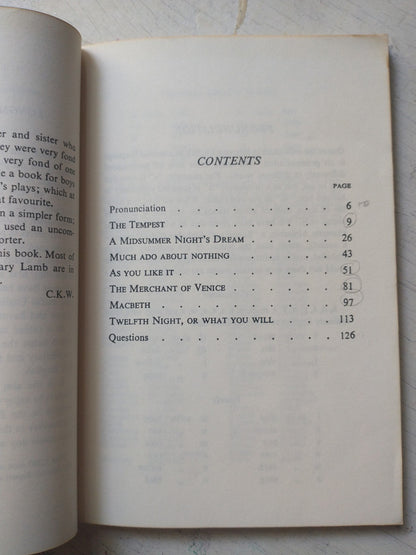 er and sister who
ey were very fond
very fond of one
e a book for boys
's plays; which at
at favourite.
n a simpler form;
used an uncom-
orter.
his book. Most of
ary Lamb are in
C.K.W.
CONTENTS
PAGE
Pronunciation . . . . . . . . 6
THE TEMPEST . . . . . . . . 9
A MIDSUMMER NIGHT'S DREAM . . . . 26
MUCH ADO ABOUT NOTHING . . . . . 43
AS YOU LIKE IT . . . . . . . 51
THE MERCHANT OF VENICE . . . . . 81
MACBETH . . . . . . . . 97
TWELFTH NIGHT, OR WHAT YOU WILL . . . 113
Questions . . . . . . . . 126